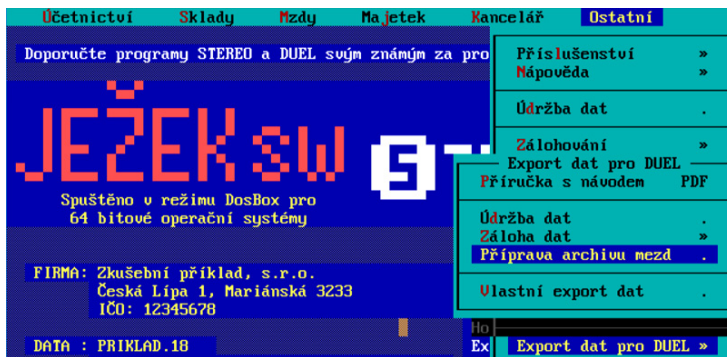 Účetnictví Sklady Mzdy Majetek Kancelář Ostatní
Doporučte programy STEREO a DUEL svým známým za pro
JEŽEK SW S
Spuštěno v režimu DosBox pro
64 bitové operační systémy
FIRMA: Zkušební příklad, s.r.o.
Česká Lípa 1, Mariánská 3233
IČO: 12345678
DATA : PRIKLAD.18
Příslušenství »
Nápověda »
Údržba dat .
Zálohování »
Export dat pro DUEL
Příručka s návodem PDF
Údržba dat .
Záloha dat »
Příprava archivu mezd .
Vlastní export dat .
Ho
Ex
Export dat pro DUEL »